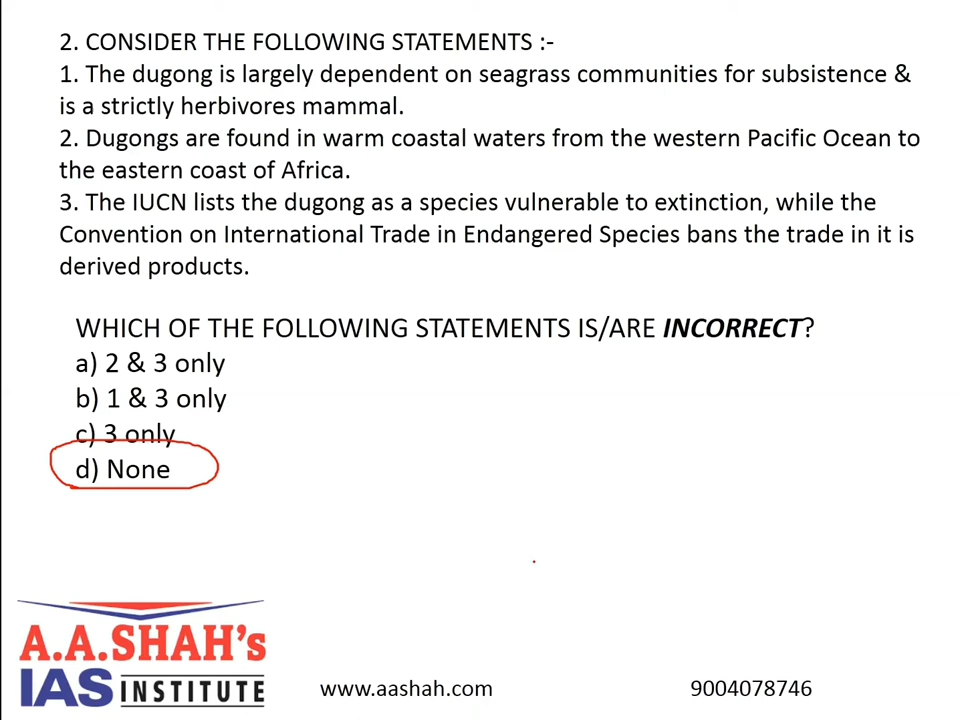 2. CONSIDER THE FOLLOWING STATEMENTS :-
1. The dugong is largely dependent on seagrass communities for subsistence &
is a strictly herbivores mammal.
2. Dugongs are found in warm coastal waters from the western Pacific Ocean to
the eastern coast of Africa.
3. The IUCN lists the dugong as a species vulnerable to extinction, while the
Convention on International Trade in Endangered Species bans the trade in it is
derived products.
WHICH OF THE FOLLOWING STATEMENTS IS/ARE INCORRECT?
a) 2 & 3 only
b) 1 & 3 only
c) 3 only
d) None
A.A.SHAH's
IAS INSTITUTE
www.aashah.com
9004078746